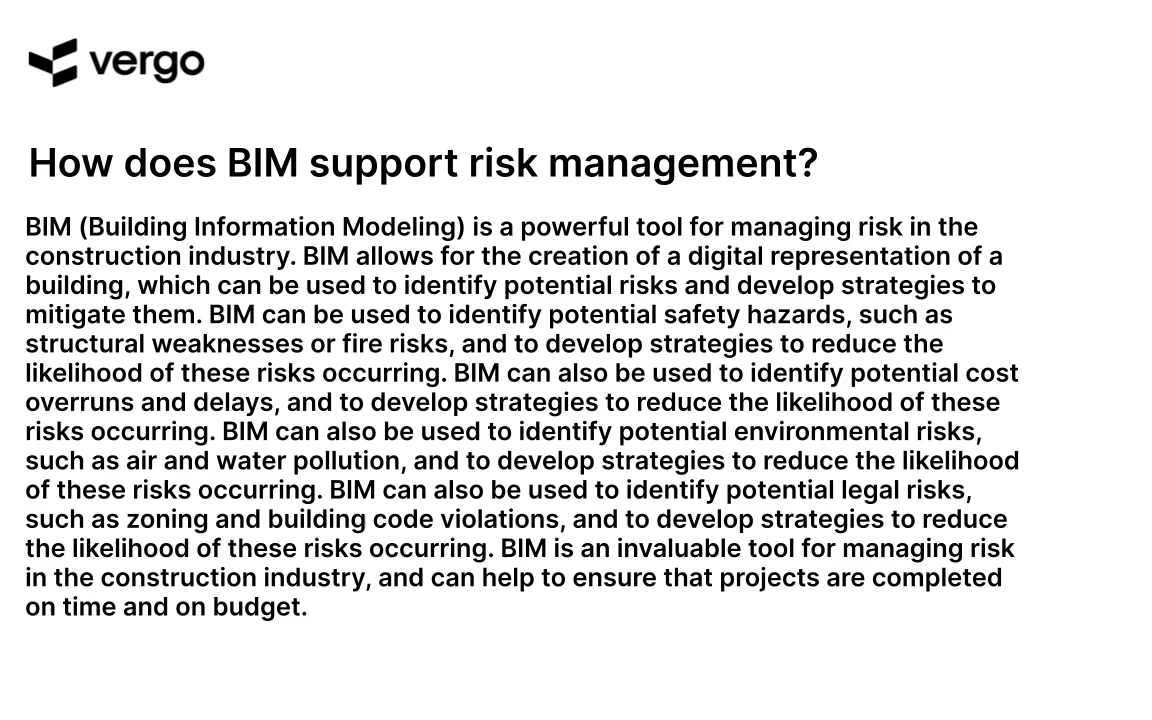 vergo
How does BIM support risk management?
BIM (Building Information Modeling) is a powerful tool for managing risk in the
construction industry. BIM allows for the creation of a digital representation of a
building, which can be used to identify potential risks and develop strategies to
mitigate them. BIM can be used to identify potential safety hazards, such as
structural weaknesses or fire risks, and to develop strategies to reduce the
likelihood of these risks occurring. BIM can also be used to identify potential cost
overruns and delays, and to develop strategies to reduce the likelihood of these
risks occurring. BIM can also be used to identify potential environmental risks,
such as air and water pollution, and to develop strategies to reduce the likelihood
of these risks occurring. BIM can also be used to identify potential legal risks,
such as zoning and building code violations, and to develop strategies to reduce
the likelihood of these risks occurring. BIM is an invaluable tool for managing risk
in the construction industry, and can help to ensure that projects are completed
on time and on budget.